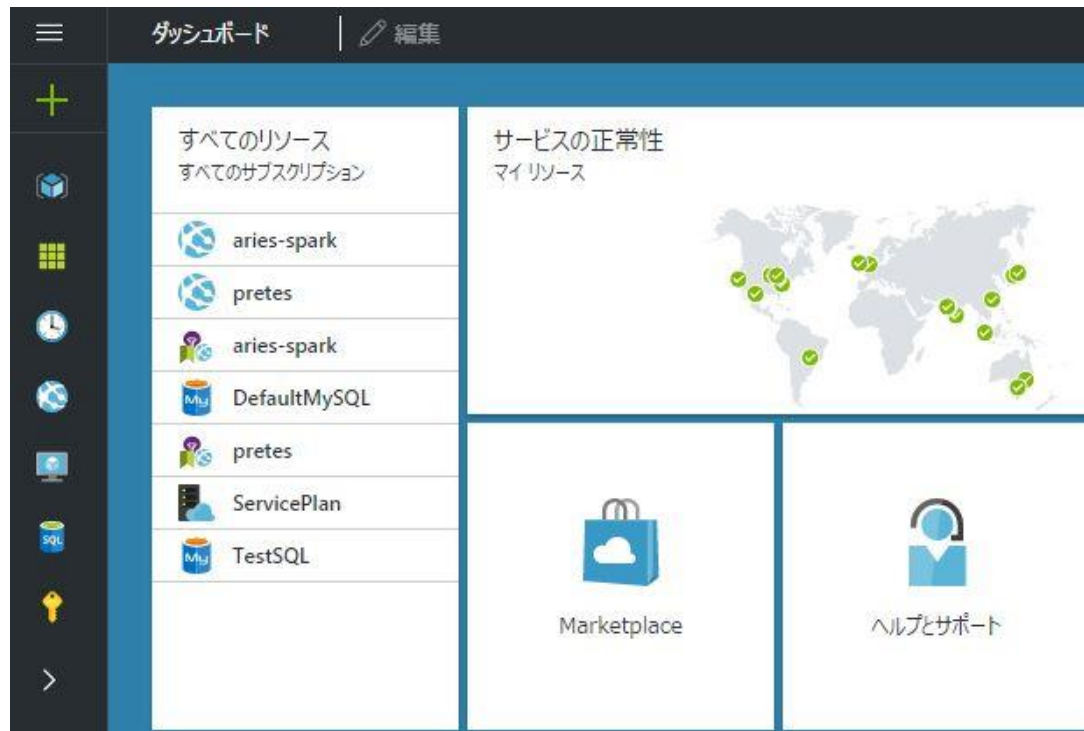 ダッシュボード
編集
すべてのリソース
すべてのサブスクリプション
aries-spark
pretes
aries-spark
My
DefaultMySQL
pretes
ServicePlan
My
TestSQL
サービスの正常性
マイ リソース
Marketplace
ヘルプとサポート
SQL